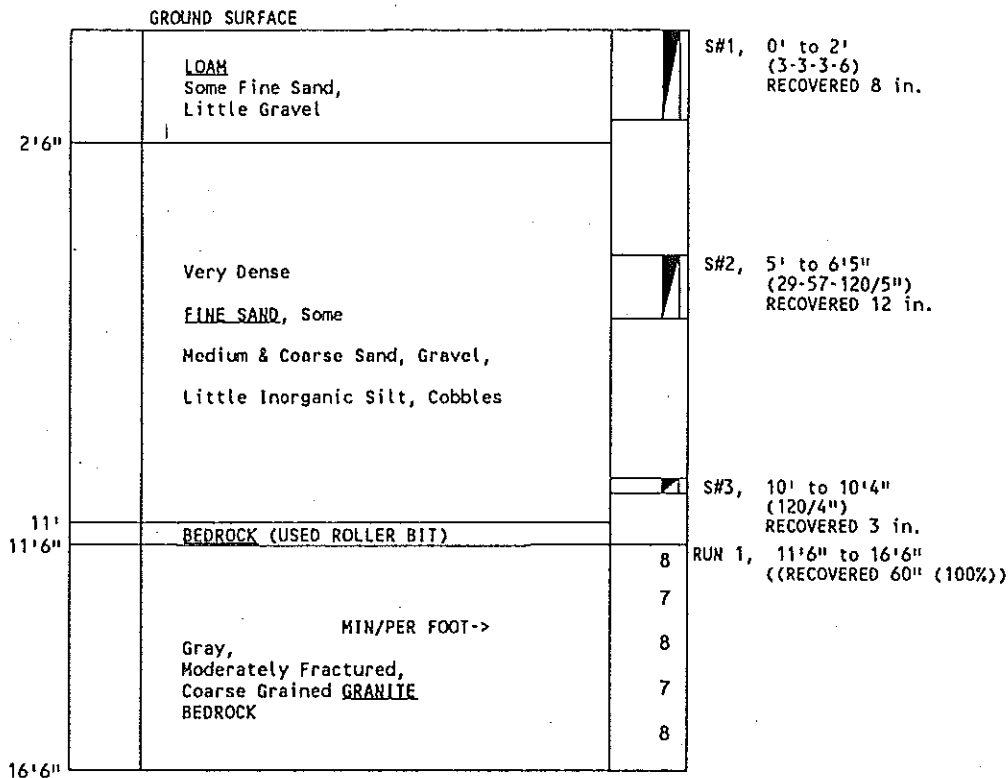 GROUND SURFACE
LOAM
Some Fine Sand,
Little Gravel
S#1, 0' to 2'
(3-3-3-6)
RECOVERED 8 in.
2'6"
Very Dense
FINE SAND, Some
Medium & Coarse Sand, Gravel,
Little Inorganic Silt, Cobbles
S#2, 5' to 6'5"
(29-57-120/5")
RECOVERED 12 in.
S#3, 10' to 10'4"
(120/4")
RECOVERED 3 in.
11'
BEDROCK (USED ROLLER BIT)
11'6"
RUN 1, 11'6" to 16'6"
((RECOVERED 60" (100%))
8
7
MIN/PER FOOT->
8
Gray,
Moderately Fractured,
Coarse Grained GRANITE
BEDROCK
7
8
16'6"